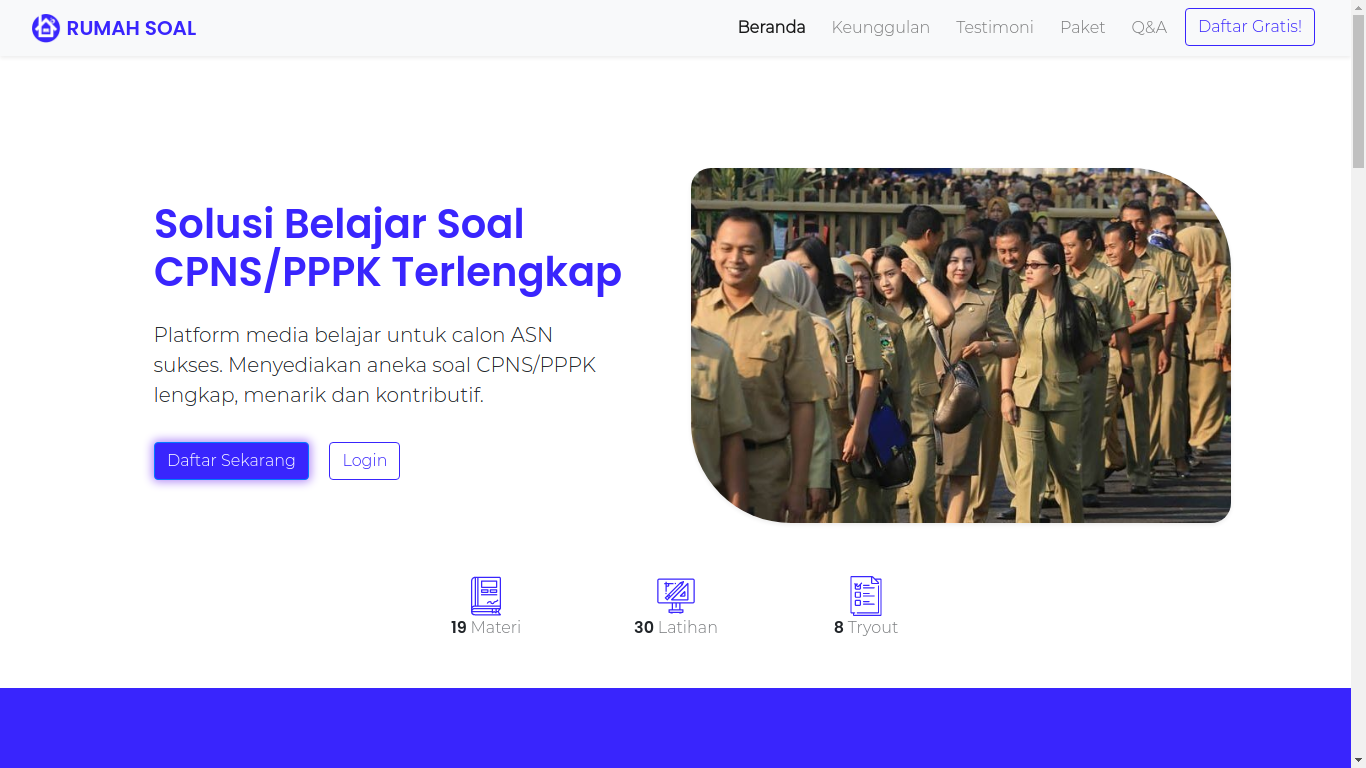 RUMAH SOAL
Beranda Keunggulan Testimoni Paket Q&A Daftar Gratis!
Solusi Belajar Soal
CPNS/PPPK Terlengkap
Platform media belajar untuk calon ASN
sukses. Menyediakan aneka soal CPNS/PPPK
lengkap, menarik dan kontributif.
Daftar Sekarang Login
19 Materi
30 Latihan
8 Tryout